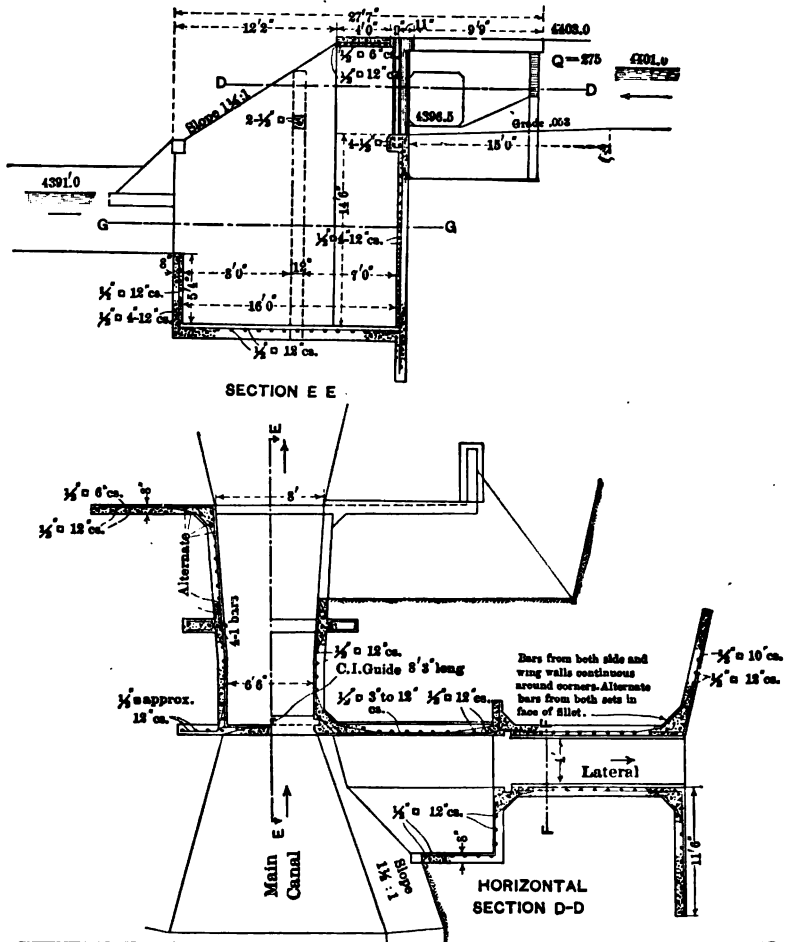 27'7"
12'2"
4'0"
11"
9'9"
4403.0
½"□ 6"cs.
½"□ 12"cs.
Q=275
4401.0
D
D
Slope 1¼:1
2-½"□
4396.5
Grade .002
15'0"
4-½"□
4391.0
14'6"
G
G
½"□ 4-12"cs.
8"
8'0"
12"
7'0"
½"□ 12"cs.
5'4"
½"□ 4-12"cs.
16'0"
½"□ 12"cs.
SECTION E E
E
8'
½"□ 6"cs.
8"
½"□ 12"cs.
Alternate
4-1 bars
½"□ 12"cs.
C.I.Guide 8'3"long
6'6"
Bars from both side and
wing walls continuous
around corners. Alternate
bars from both sets in
face of fillet.
½"□ 10"cs.
½"□ 12"cs.
½"□ approx.
12"cs.
½"□ 3"to 12"
cs.
½"□ 12"cs.
Lateral
½"□ 12"cs.
E
F
8"
Main
Canal
Slope
1½:1
11'6"
HORIZONTAL
SECTION D-D